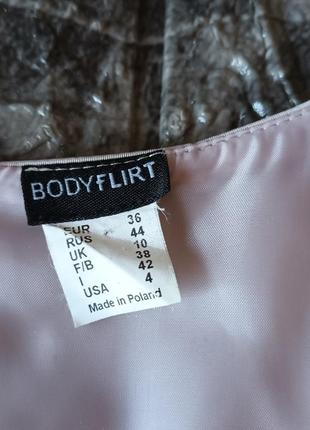 BODYFLIRT
EUR 36
RUS 44
UK 10
F/B 38
I 42
USA 4
Made in Poland